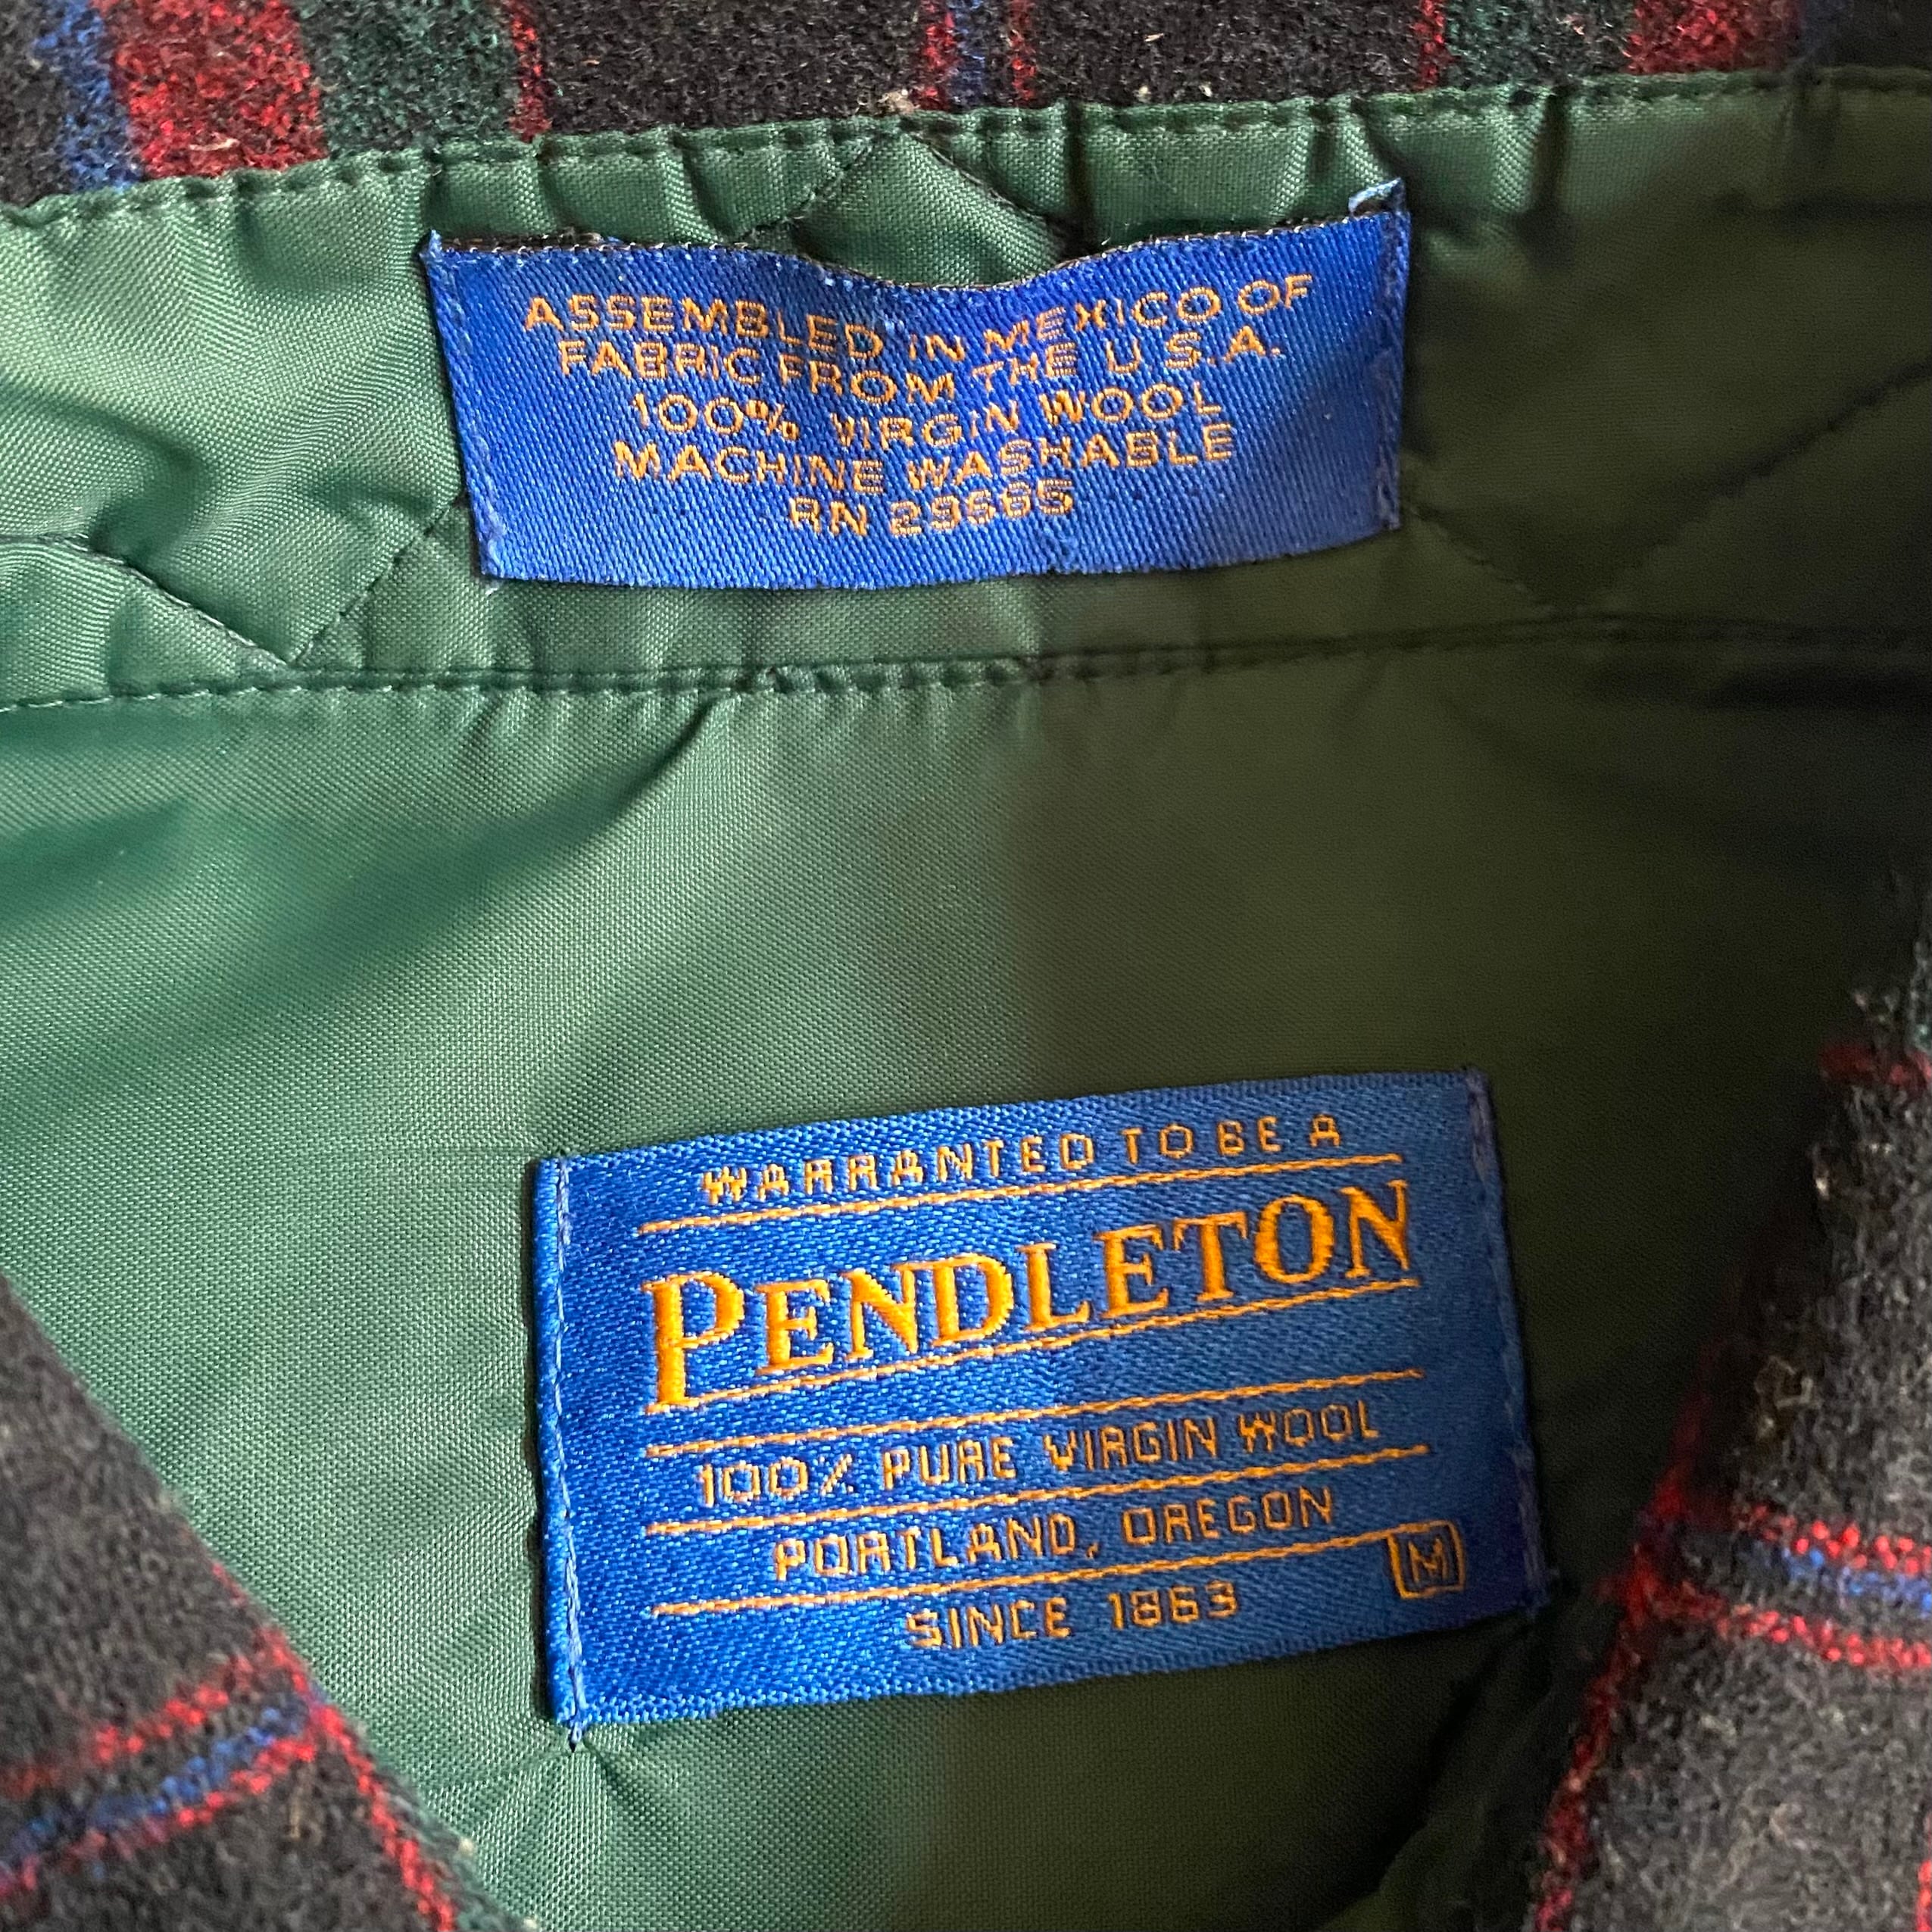 ASSEMBLED IN MEXICO OF
FABRIC FROM THE U.S.A.
100% VIRGIN WOOL
MACHINE WASHABLE
RN 29685
WARRANTED TO BE A
PENDLETON
100% PURE VIRGIN WOOL
PORTLAND, OREGON
SINCE 1863
M